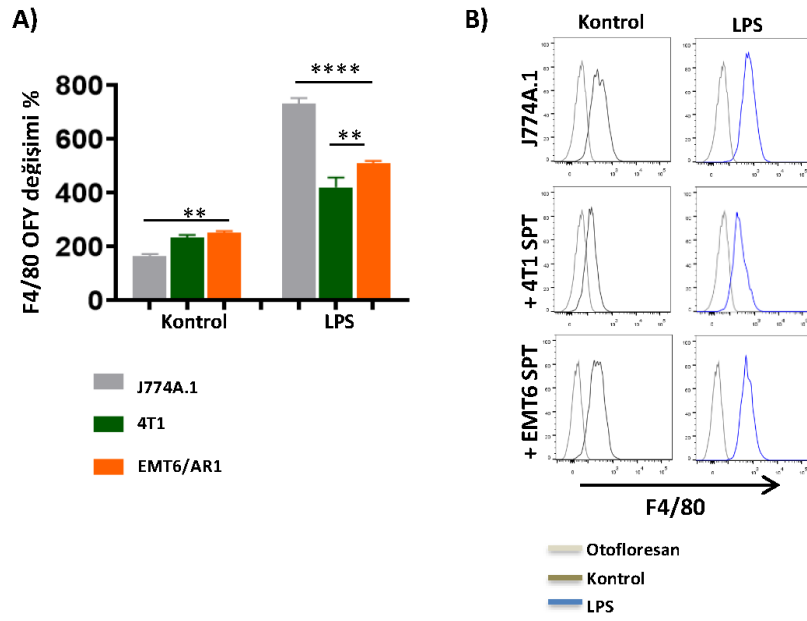 A)
F4/80 OFY değişimi %
800
600
400
200
0
**
****
**
Kontrol
LPS
J774A.1
4T1
EMT6/AR1
B)
Kontrol
LPS
J774A.1
+ 4T1 SPT
+ EMT6 SPT
F4/80
Otofloresan
Kontrol
LPS